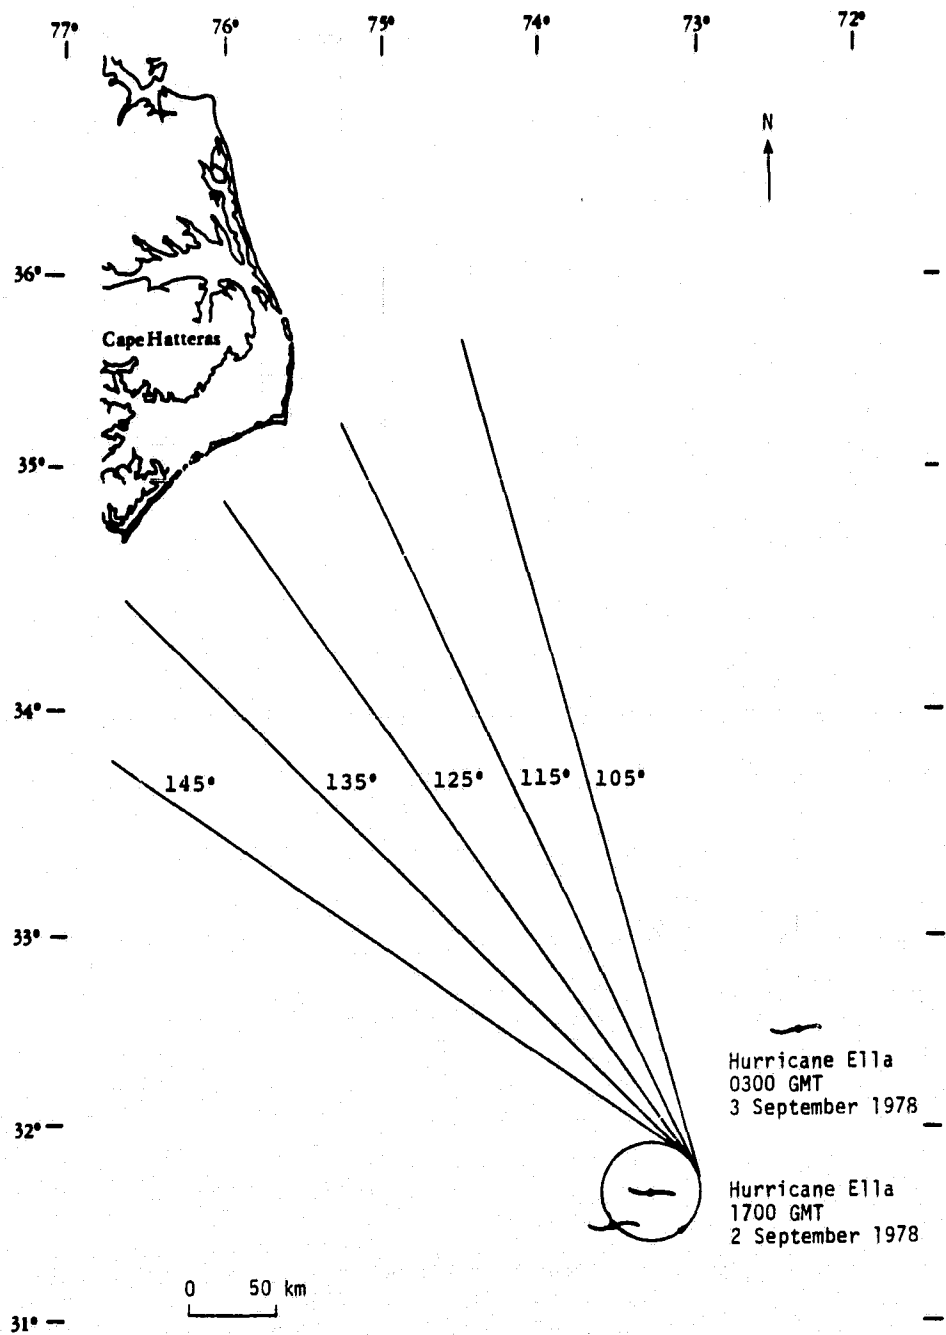 77° 76° 75° 74° 73° 72°
N
36°
Cape Hatteras
35°
34°
145° 135° 125° 115° 105°
33°
Hurricane Ella
0300 GMT
3 September 1978
32°
Hurricane Ella
1700 GMT
2 September 1978
0 50 km
31°